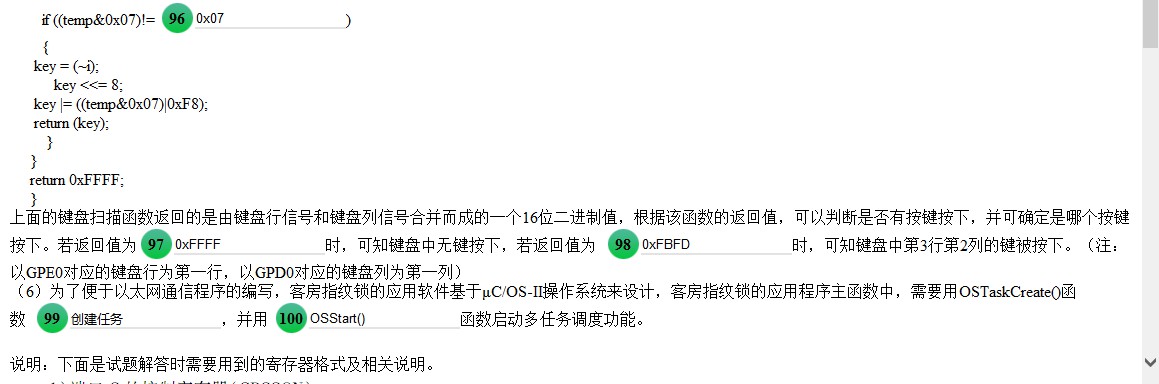 if ((temp&0x07)!= 96 0x07 )
{
key = (~i);
key <<= 8;
key |= ((temp&0x07)|0xF8);
return (key);
}
}
return 0xFFFF;
}
上面的键盘扫描函数返回的是由键盘行信号和键盘列信号合并而成的一个16位二进制值，根据该函数的返回值，可以判断是否有按键按下，并可确定是哪个按键
按下。若返回值为 97 0xFFFF 时，可知键盘中无键按下，若返回值为 98 0xFBFD 时，可知键盘中第3行第2列的键被按下。（注：
以GPE0对应的键盘行为第一行，以GPD0对应的键盘列为第一列）
（6）为了便于以太网通信程序的编写，客房指纹锁的应用软件基于μC/OS-II操作系统来设计，客房指纹锁的应用程序主函数中，需要用OSTaskCreate()函
数 99 创建任务 ，并用 100 OSStart() 函数启动多任务调度功能。
说明：下面是试题解答时需要用到的寄存器格式及相关说明。